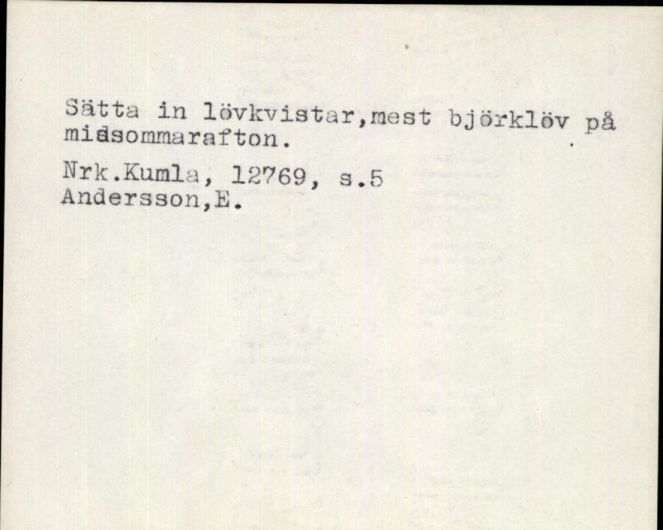 Sätta in lövkvistar,mest björklöv på
midsommarafton.
Nrk.Kumla, 12769, s.5
Andersson,E.